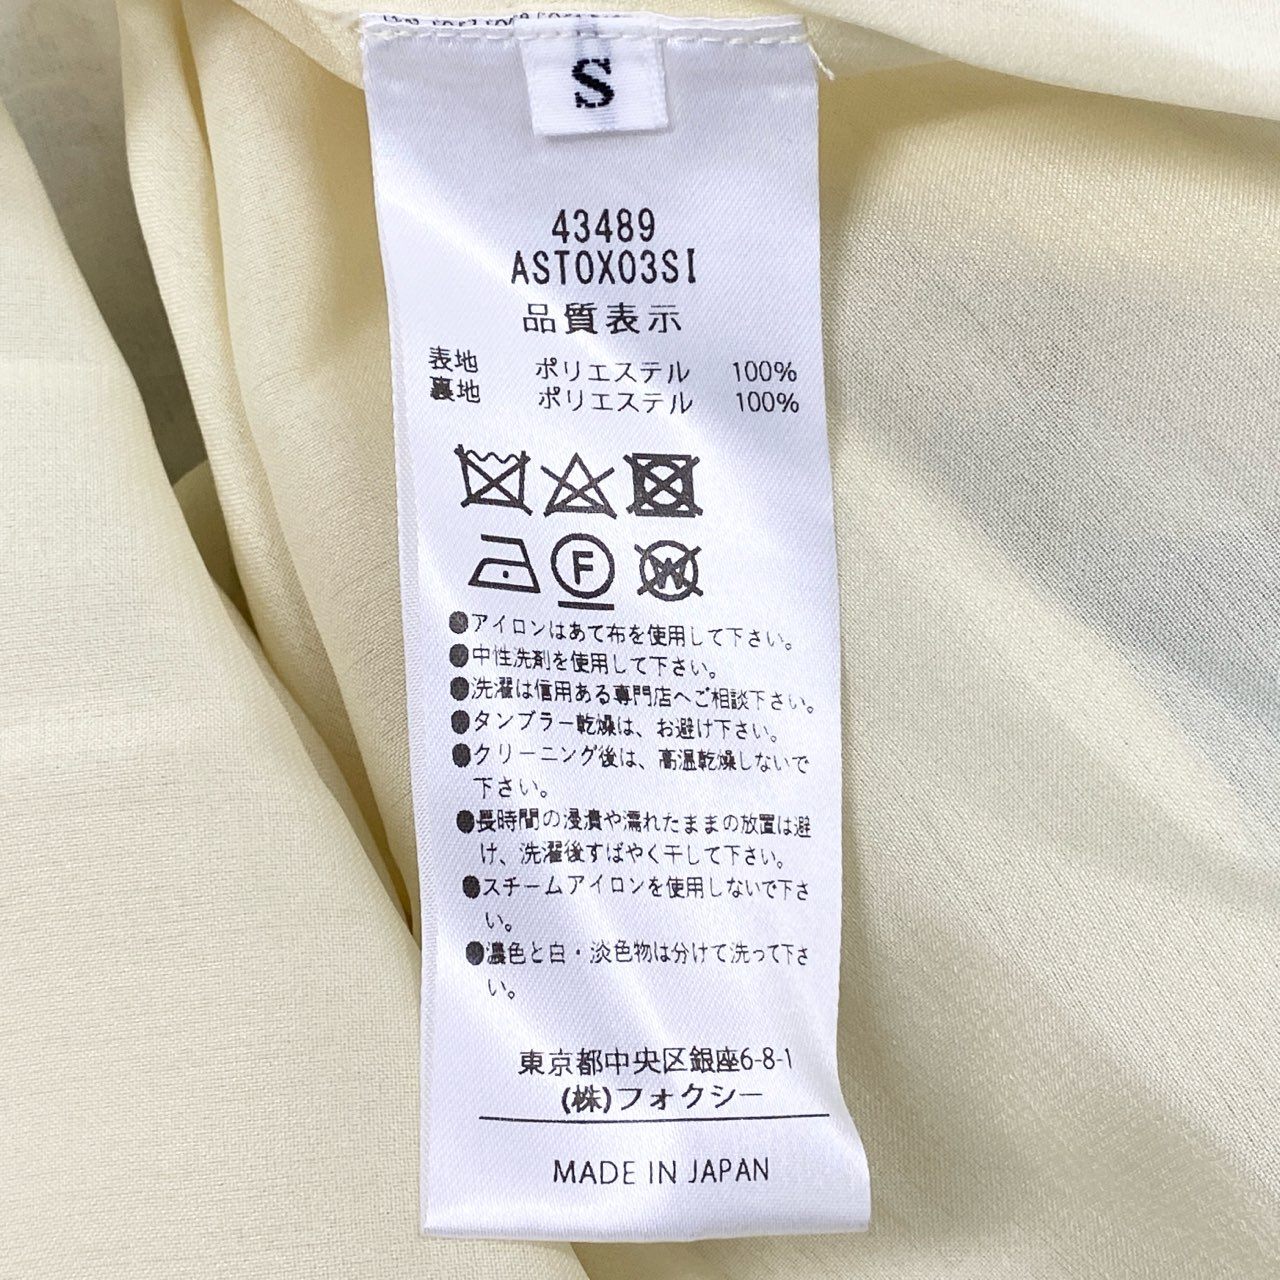 S
43489
ASTOX03SI
品質表示
表地 ポリエステル 100%
裏地 ポリエステル 100%
F
W
●アイロンはあて布を使用して下さい。
●中性洗剤を使用して下さい。
●洗濯は信用ある専門店へご相談下さい。
●タンブラー乾燥は、お避け下さい。
●クリーニング後は、高温乾燥しないで
下さい。
●長時間の浸漬や濡れたままの放置は避
け、洗濯後すばやく干して下さい。
●スチームアイロンを使用しないで下さ
い。
●濃色と白・淡色物は分けて洗って下さ
い。
東京都中央区銀座6-8-1
(株)フォクシー
MADE IN JAPAN